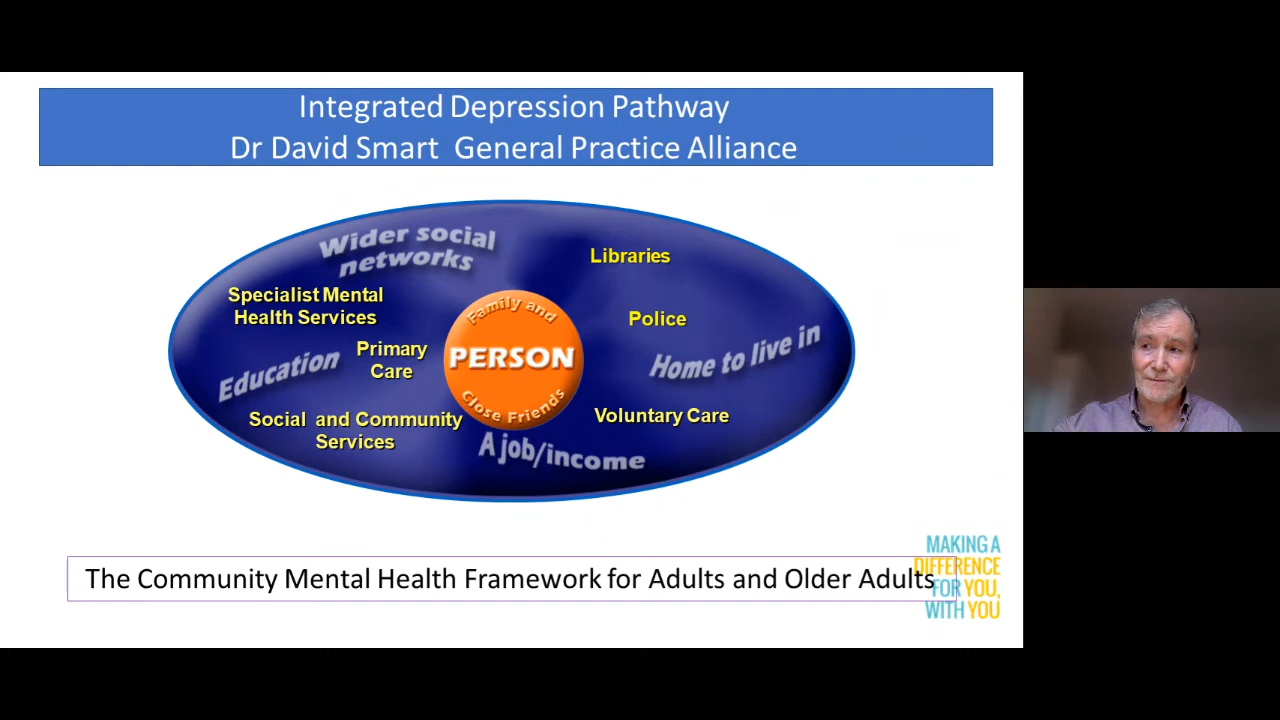 Integrated Depression Pathway
Dr David Smart  General Practice Alliance
Wider social
networks
Libraries
Specialist Mental
Health Services
Police
Family and
PERSON
Close Friends
Primary
Care
Education
Home to live in
Social  and Community
Services
Voluntary Care
A job/income
The Community Mental Health Framework for Adults and Older Adults
MAKING A
DIFFERENCE
FOR YOU,
WITH YOU